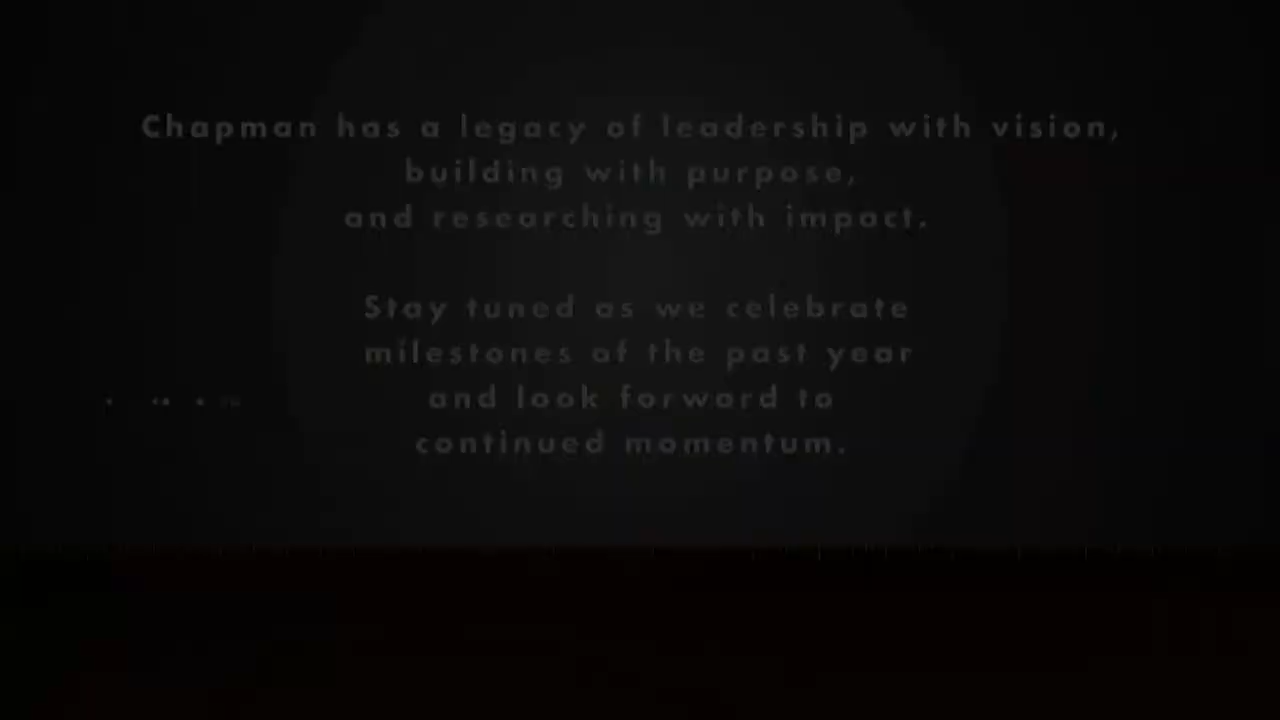 Chapman has a legacy of leadership with vision,
building with purpose,
and researching with impact.
Stay tuned as we celebrate
milestones of the past year
and look forward to
continued momentum.